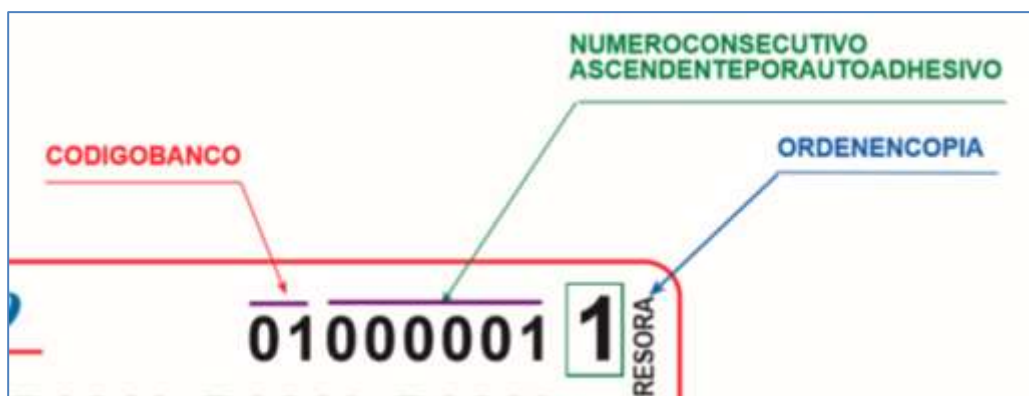 NUMEROCONSECUTIVO
ASCENDENTEPORAUTOADHESIVO
CODIGOBANCO
ORDENENCOPIA
01000001 1
RESORA